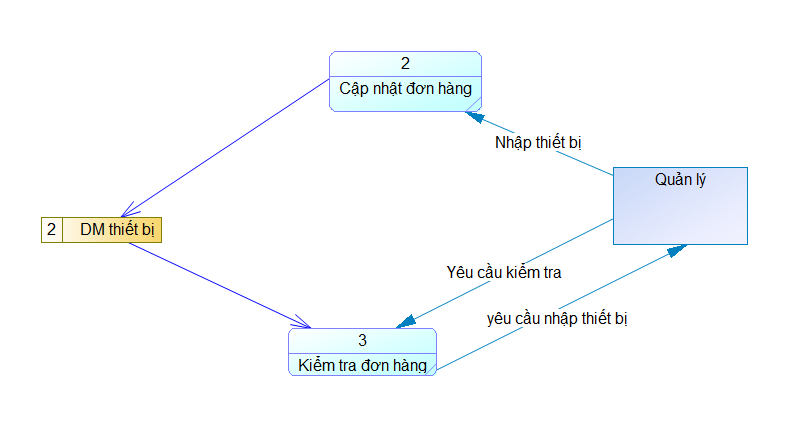 2
Cập nhật đơn hàng
Nhập thiết bị
Quản lý
2 DM thiết bị
Yêu cầu kiểm tra
yêu cầu nhập thiết bị
3
Kiểm tra đơn hàng